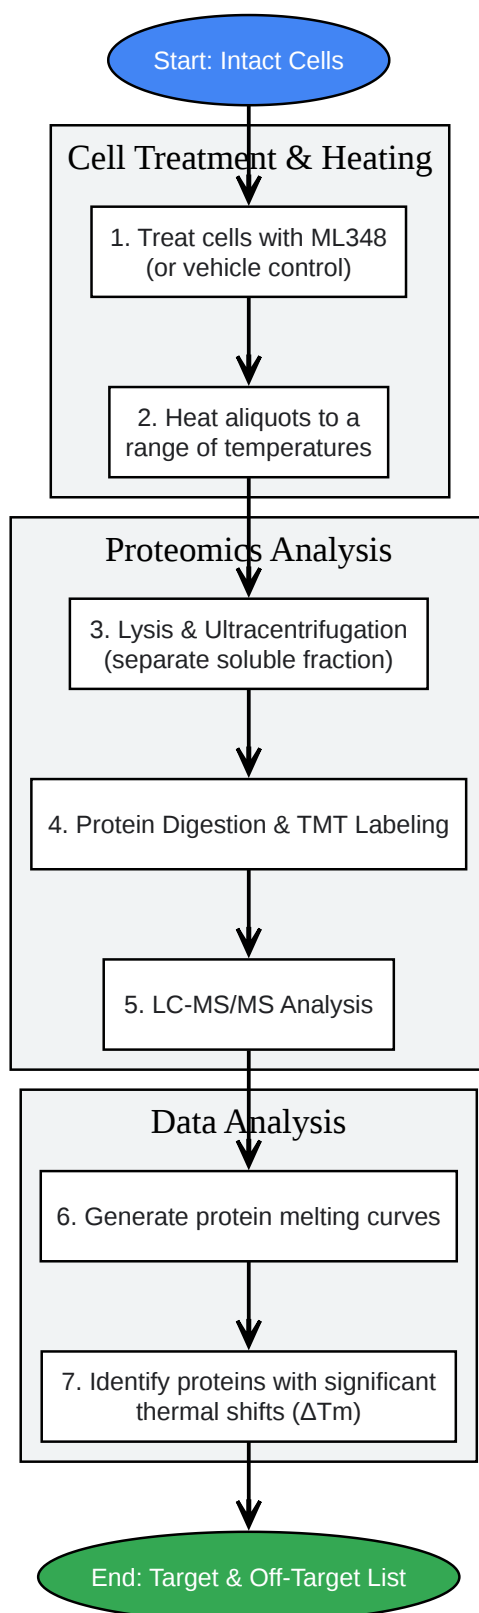 Start: Intact Cells
Cell Treatment & Heating
1. Treat cells with ML348
(or vehicle control)
2. Heat aliquots to a
range of temperatures
Proteomics Analysis
3. Lysis & Ultracentrifugation
(separate soluble fraction)
4. Protein Digestion & TMT Labeling
5. LC-MS/MS Analysis
Data Analysis
6. Generate protein melting curves
7. Identify proteins with significant
thermal shifts (ΔTm)
End: Target & Off-Target List